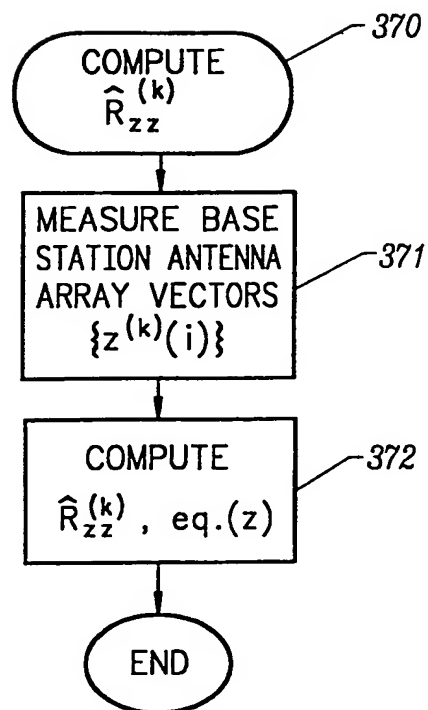 370
COMPUTE
R̂zz^(k)
MEASURE BASE
STATION ANTENNA
ARRAY VECTORS
{z^(k)(i)}
371
COMPUTE
R̂zz^(k), eq.(z)
372
END